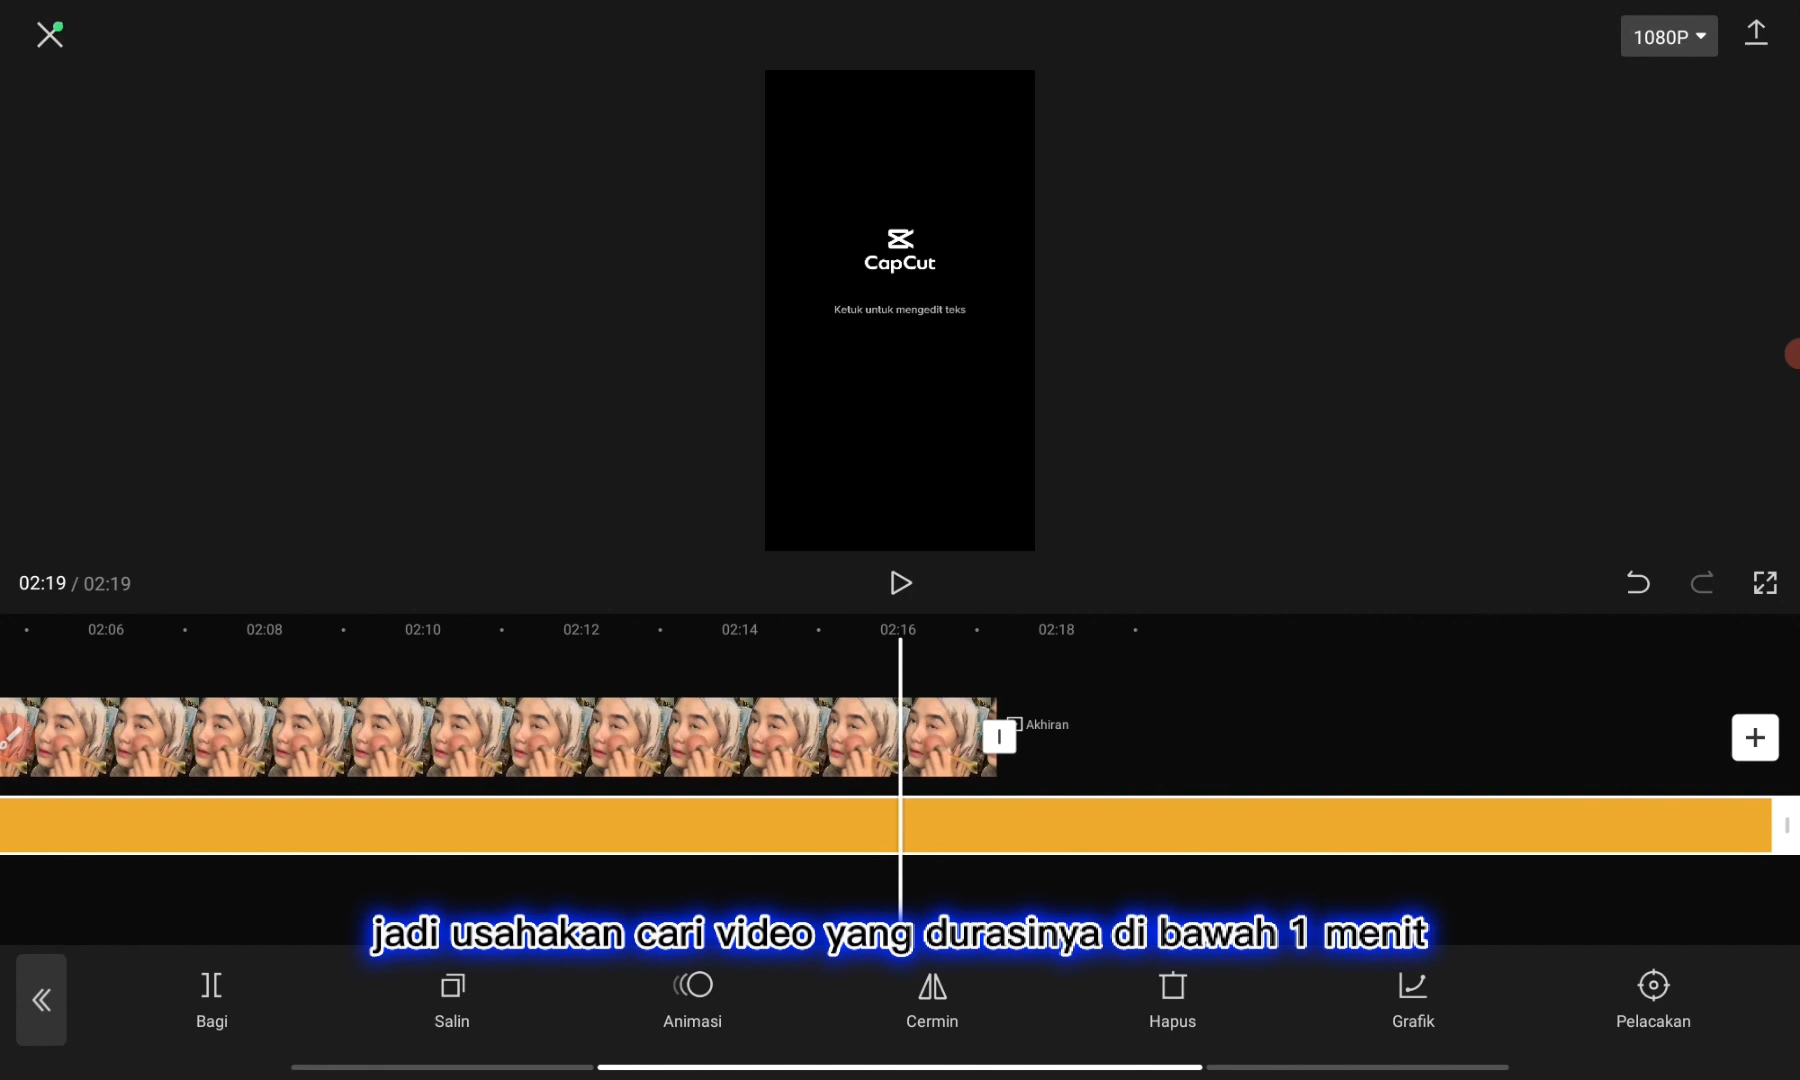 1080P
CapCut
Ketuk untuk mengedit teks
02:19 / 02:19
02:06 02:08 02:10 02:12 02:14 02:16 02:18
Akhiran
jadi usahakan cari video yang durasinya di bawah 1 menit
Bagi Salin Animasi Cermin Hapus Grafik Pelacakan